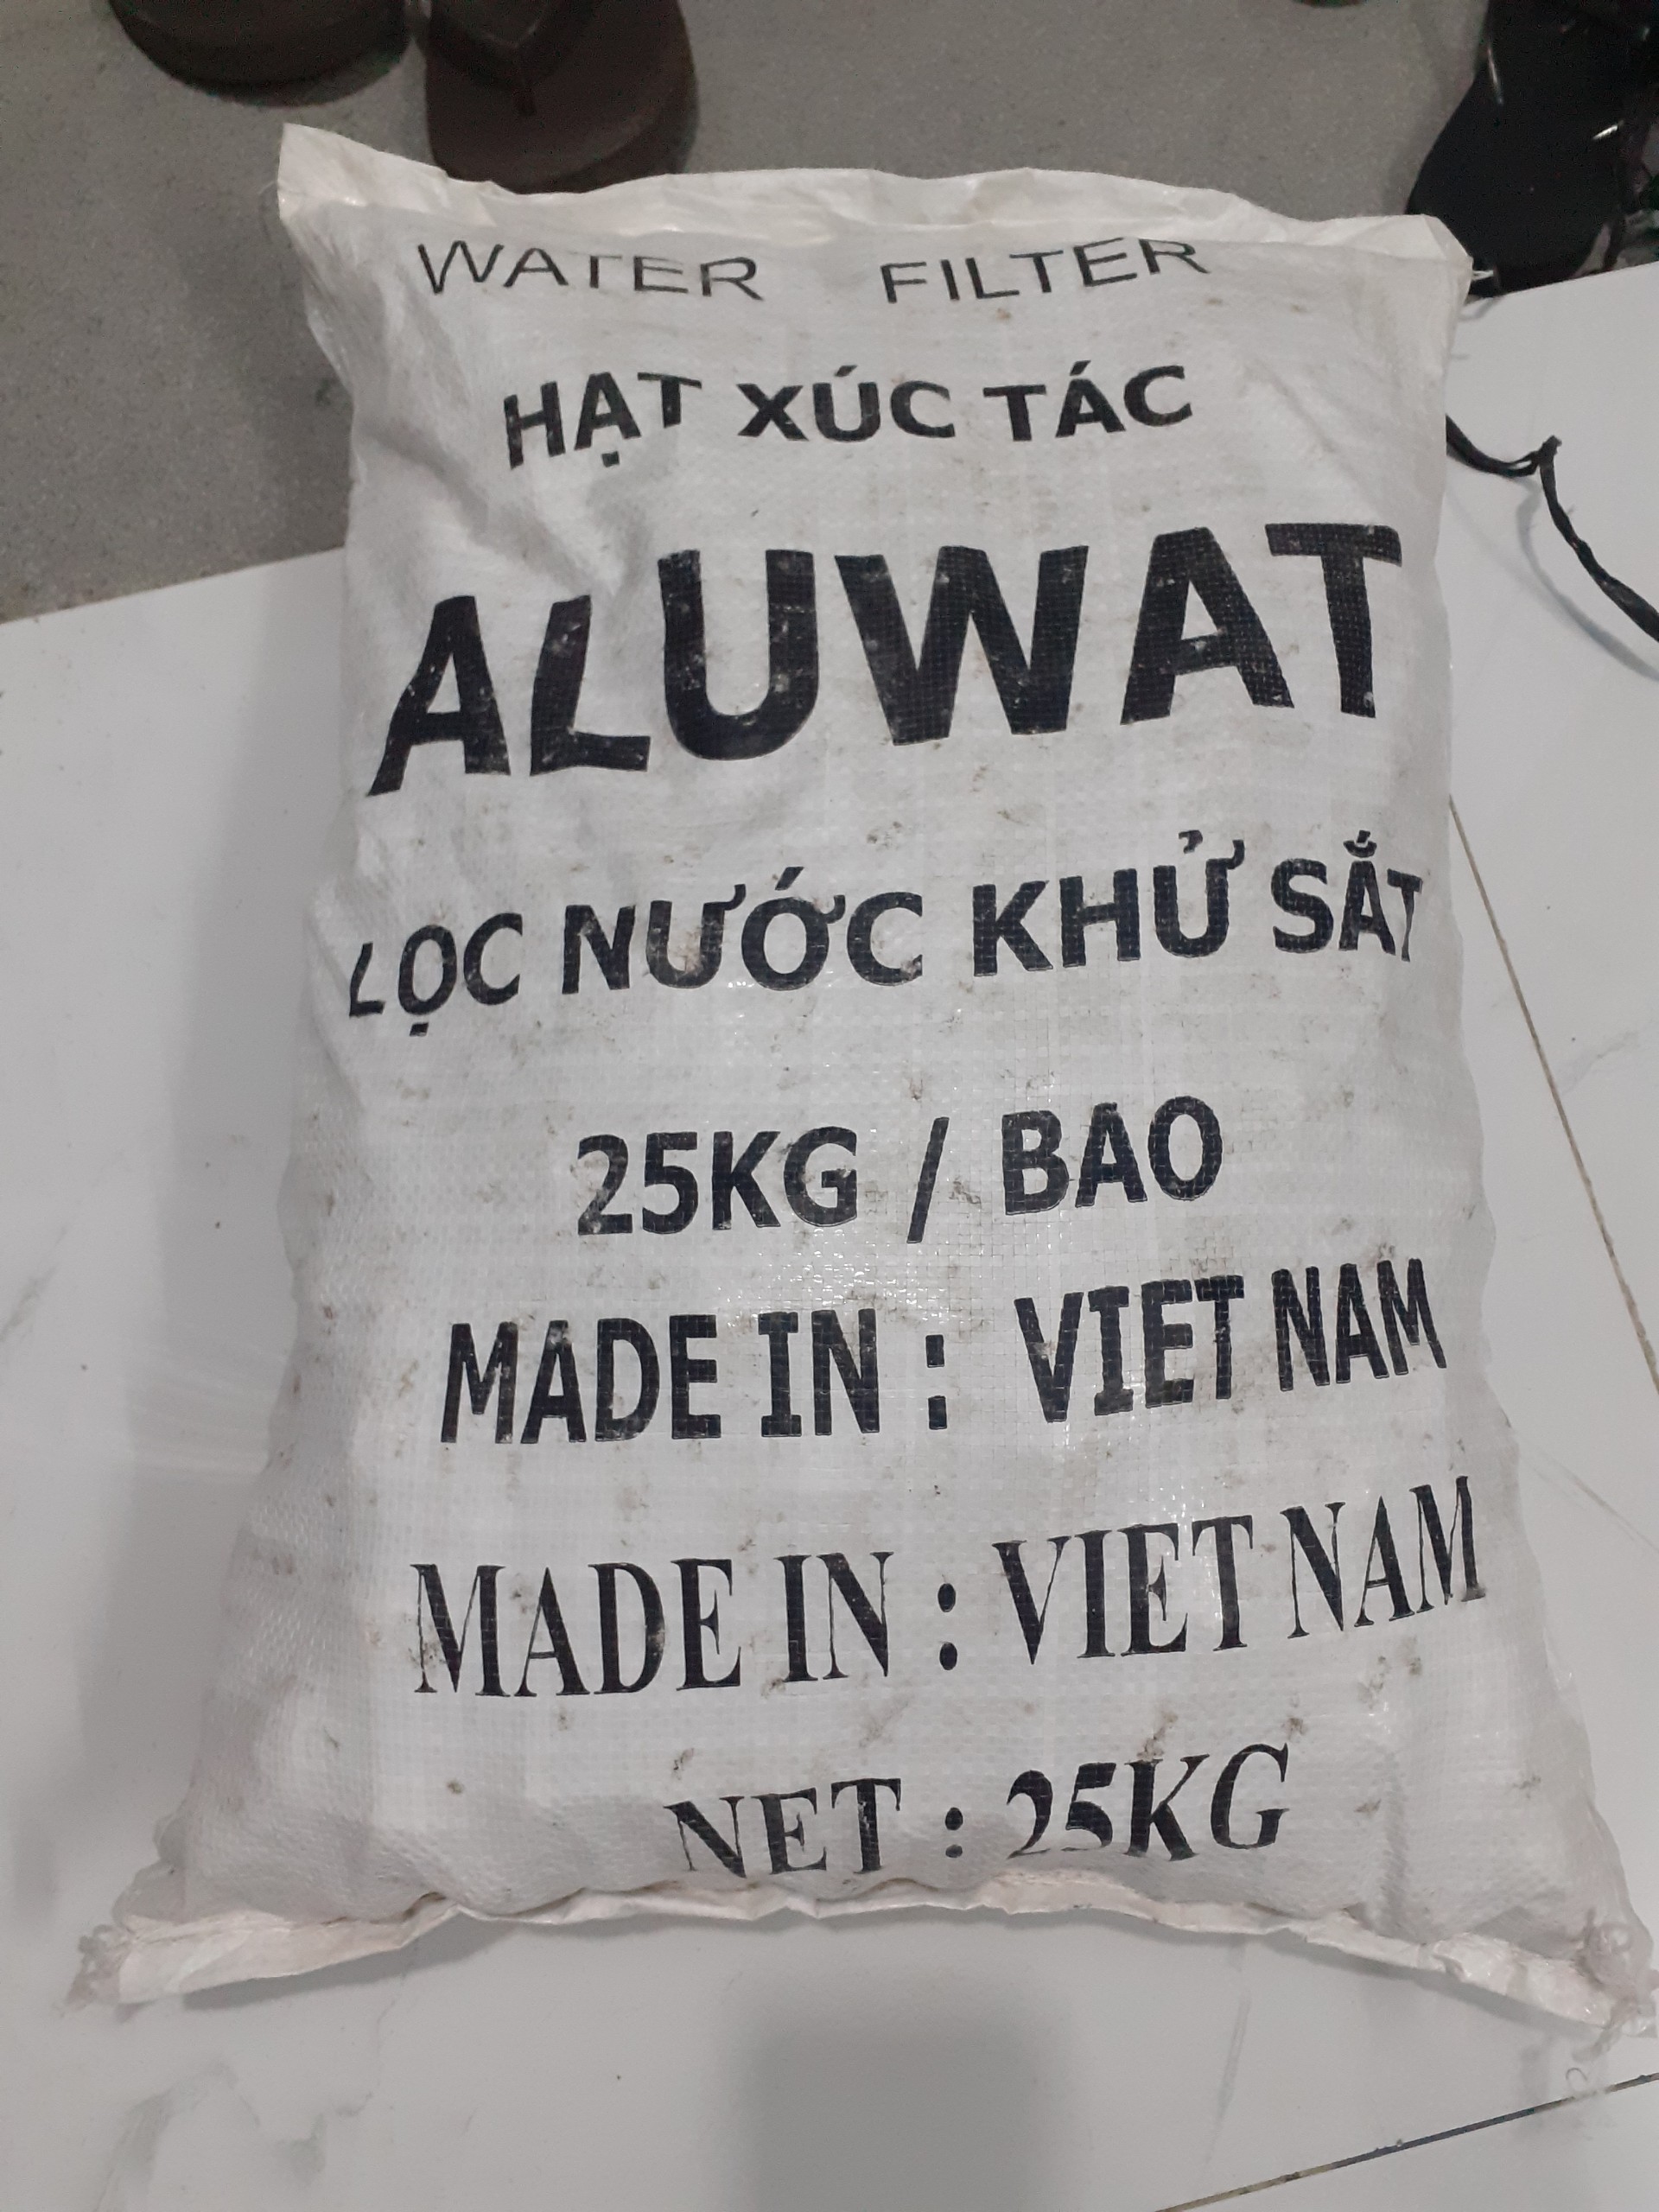 WATER FILTER
HẠT XÚC TÁC
ALUWAT
LỌC NƯỚC KHỬ SẮT
25KG / BAO
MADE IN : VIET NAM
MADE IN : VIET NAM
NET : 25KG